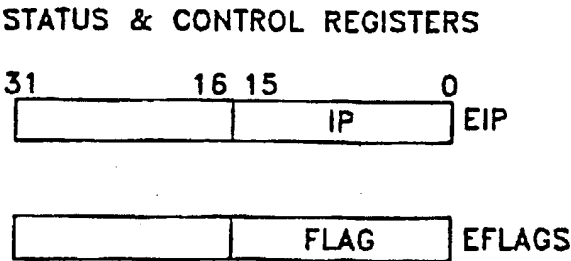 STATUS & CONTROL REGISTERS
31 16 15 0
IP EIP
FLAG EFLAGS